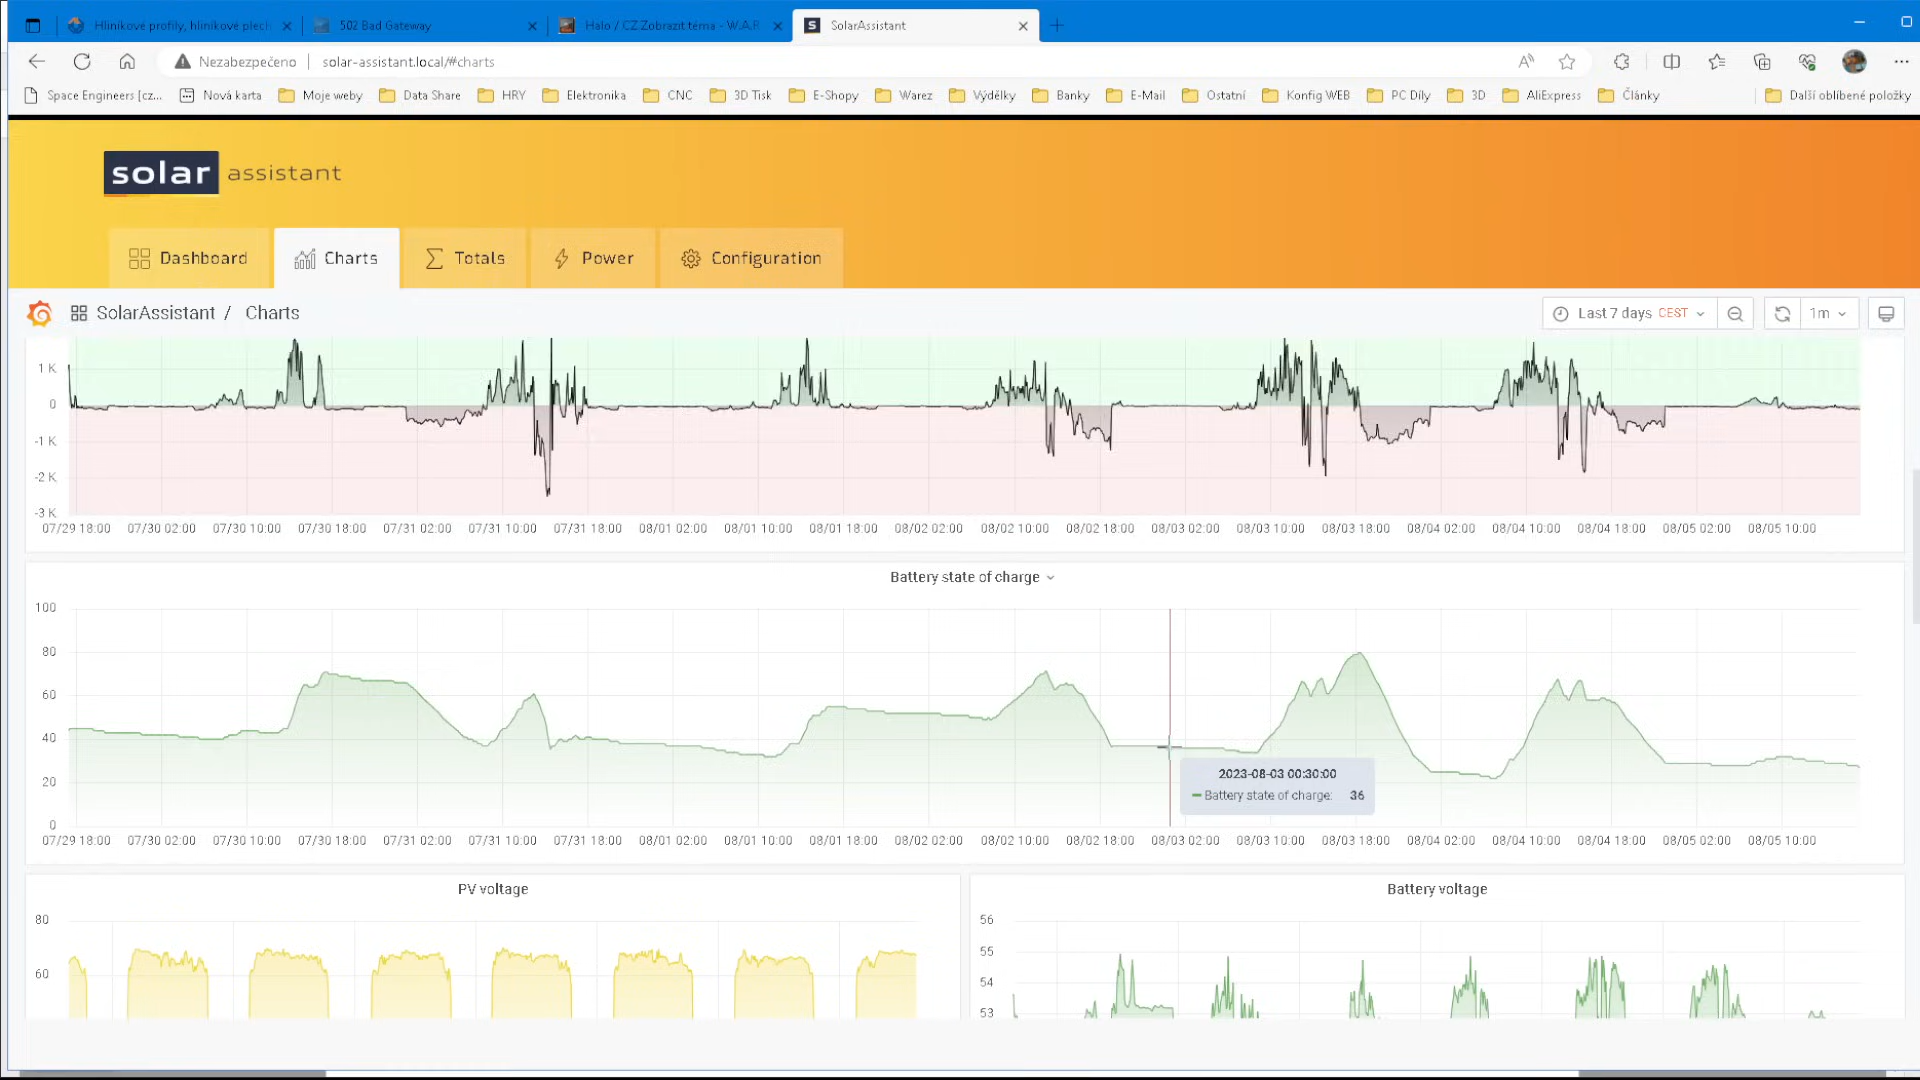 Hliníkové profily, hliníkové plech
502 Bad Gateway
Halo / CZ.Zobrazit téma - W.A.R
SolarAssistant
Nezabezpečeno
solar-assistant.local/#charts
Space Engineers [cz...
Nová karta
Moje weby
Data Share
HRY
Elektronika
CNC
3D Tisk
E-Shopy
Warez
Výdělky
Banky
E-Mail
Ostatní
Konfig WEB
PC Díly
3D
AliExpress
Články
Další oblíbené položky
solar assistant
Dashboard
Charts
Totals
Power
Configuration
SolarAssistant / Charts
Last 7 days CEST
1m
1 K
0
-1 K
-2 K
-3 K
07/29 18:00 07/30 02:00 07/30 10:00 07/30 18:00 07/31 02:00 07/31 10:00 07/31 18:00 08/01 02:00 08/01 10:00 08/01 18:00 08/02 02:00 08/02 10:00 08/02 18:00 08/03 02:00 08/03 10:00 08/03 18:00 08/04 02:00 08/04 10:00 08/04 18:00 08/05 02:00 08/05 10:00
Battery state of charge
100
80
60
40
20
0
2023-08-03 00:30:00
Battery state of charge: 36
07/29 18:00 07/30 02:00 07/30 10:00 07/30 18:00 07/31 02:00 07/31 10:00 07/31 18:00 08/01 02:00 08/01 10:00 08/01 18:00 08/02 02:00 08/02 10:00 08/02 18:00 08/03 02:00 08/03 10:00 08/03 18:00 08/04 02:00 08/04 10:00 08/04 18:00 08/05 02:00 08/05 10:00
PV voltage
80
60
Battery voltage
56
55
54
53